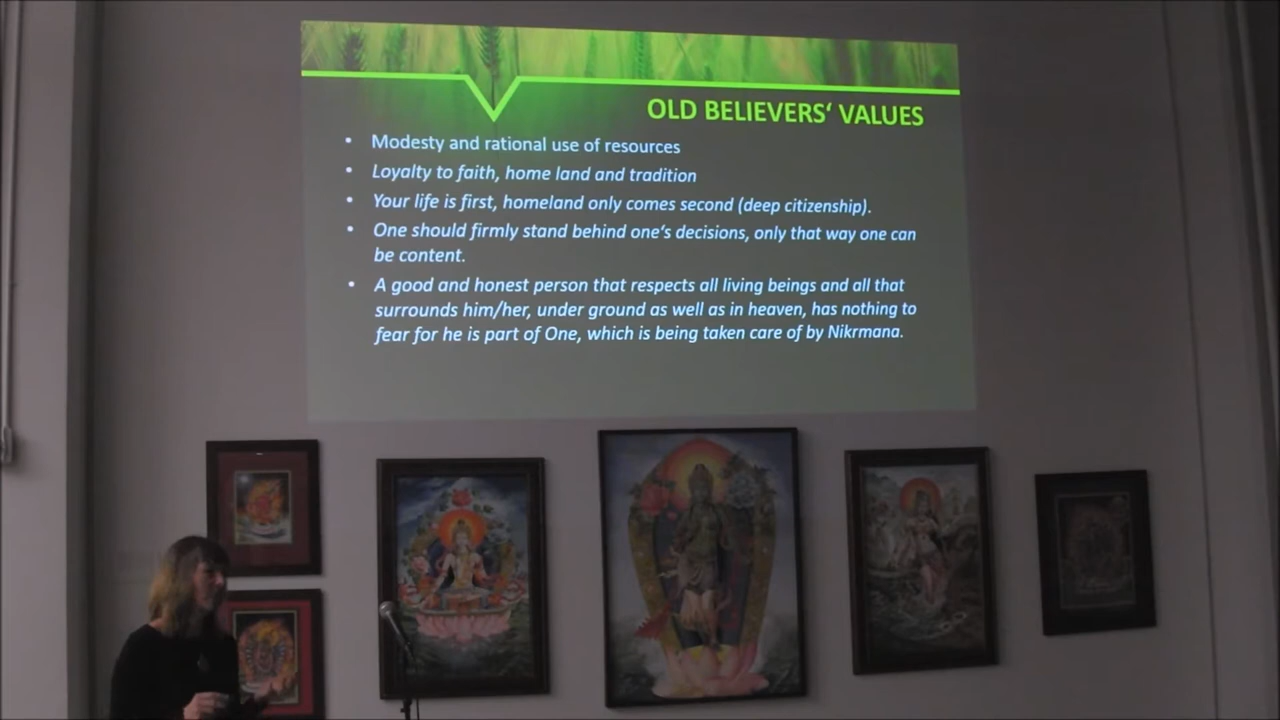 OLD BELIEVERS‘ VALUES
• Modesty and rational use of resources
• Loyalty to faith, home land and tradition
• Your life is first, homeland only comes second (deep citizenship).
• One should firmly stand behind one‘s decisions, only that way one can
be content.
• A good and honest person that respects all living beings and all that
surrounds him/her, under ground as well as in heaven, has nothing to
fear for he is part of One, which is being taken care of by Nikrmana.